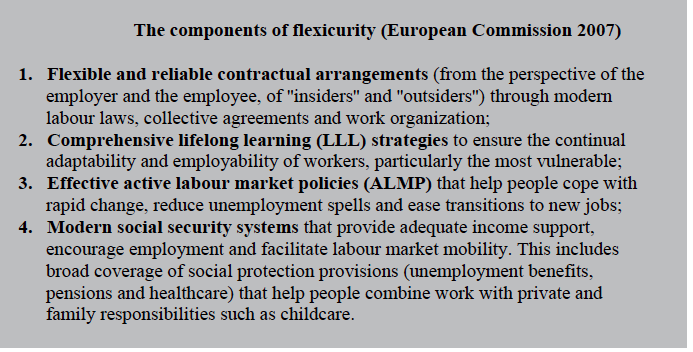 The components of flexicurity (European Commission 2007)
1. Flexible and reliable contractual arrangements (from the perspective of the
employer and the employee, of "insiders" and "outsiders") through modern
labour laws, collective agreements and work organization;
2. Comprehensive lifelong learning (LLL) strategies to ensure the continual
adaptability and employability of workers, particularly the most vulnerable;
3. Effective active labour market policies (ALMP) that help people cope with
rapid change, reduce unemployment spells and ease transitions to new jobs;
4. Modern social security systems that provide adequate income support,
encourage employment and facilitate labour market mobility. This includes
broad coverage of social protection provisions (unemployment benefits,
pensions and healthcare) that help people combine work with private and
family responsibilities such as childcare.